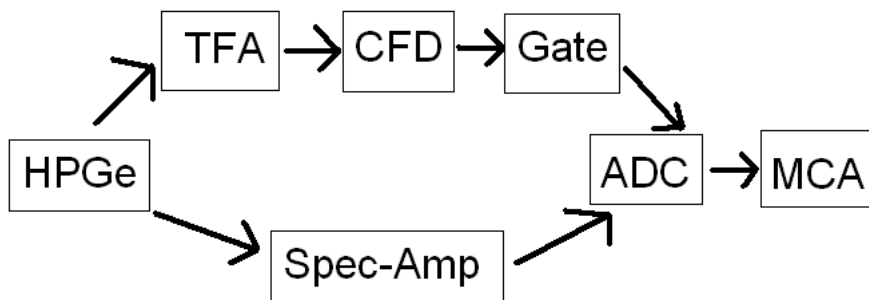 TFA
CFD
Gate
HPGe
ADC
MCA
Spec-Amp